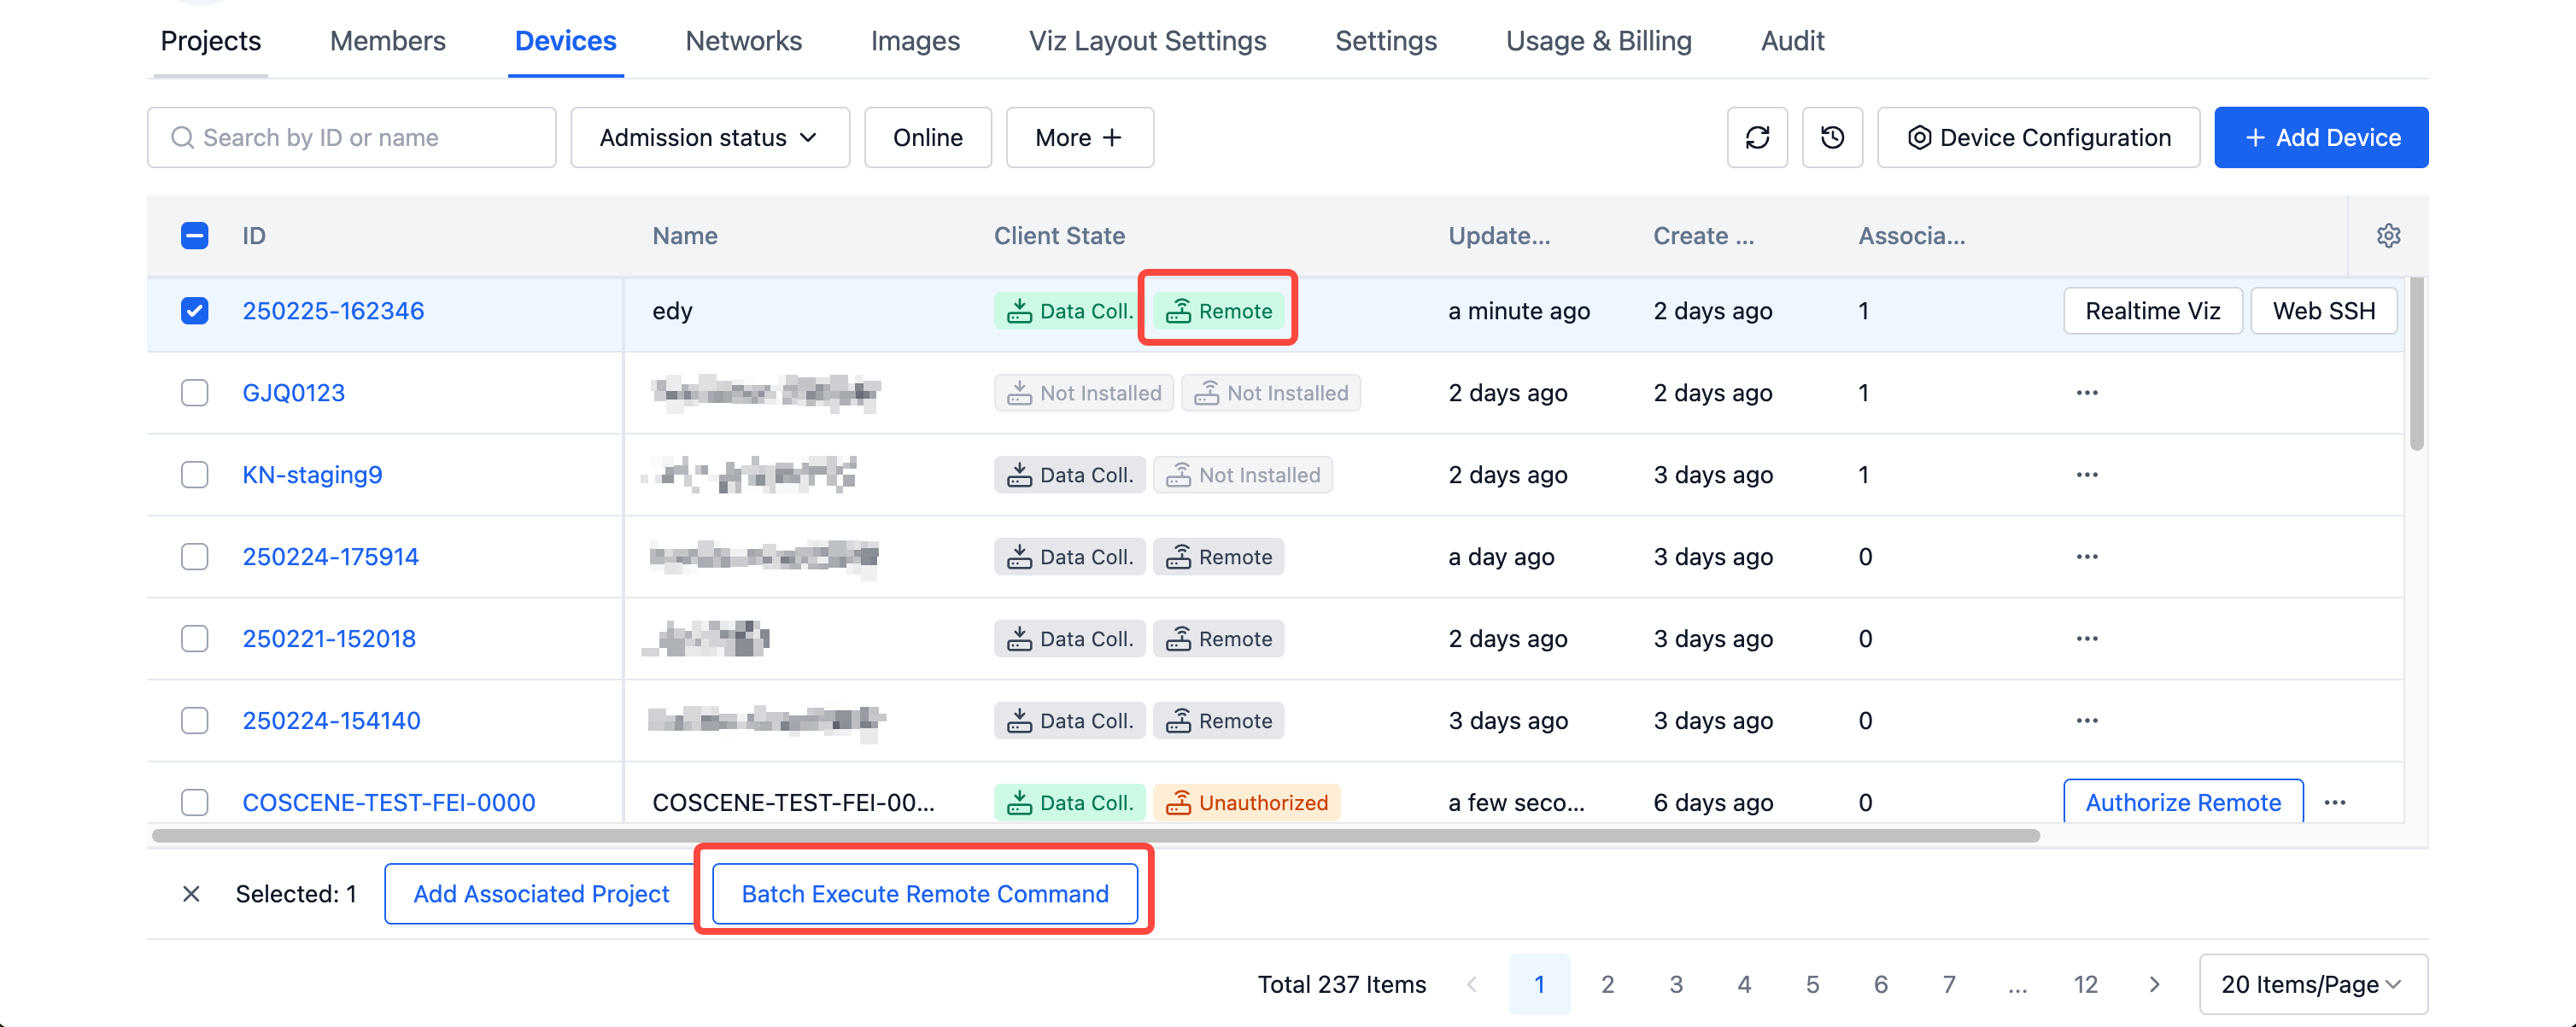 Projects Members Devices Networks Images Viz Layout Settings Settings Usage & Billing Audit
Search by ID or name Admission status Online More + Device Configuration + Add Device
ID Name Client State Update... Create ... Associa...
250225-162346 edy Data Coll. Remote a minute ago 2 days ago 1 Realtime Viz Web SSH
GJQ0123 Not Installed Not Installed 2 days ago 2 days ago 1 ...
KN-staging9 Data Coll. Not Installed 2 days ago 3 days ago 1 ...
250224-175914 Data Coll. Remote a day ago 3 days ago 0 ...
250221-152018 Data Coll. Remote 2 days ago 3 days ago 0 ...
250224-154140 Data Coll. Remote 3 days ago 3 days ago 0 ...
COSCENE-TEST-FEI-0000 COSCENE-TEST-FEI-00... Data Coll. Unauthorized a few seco... 6 days ago 0 Authorize Remote ...
Selected: 1 Add Associated Project Batch Execute Remote Command
Total 237 Items < 1 2 3 4 5 6 7 ... 12 > 20 Items/Page